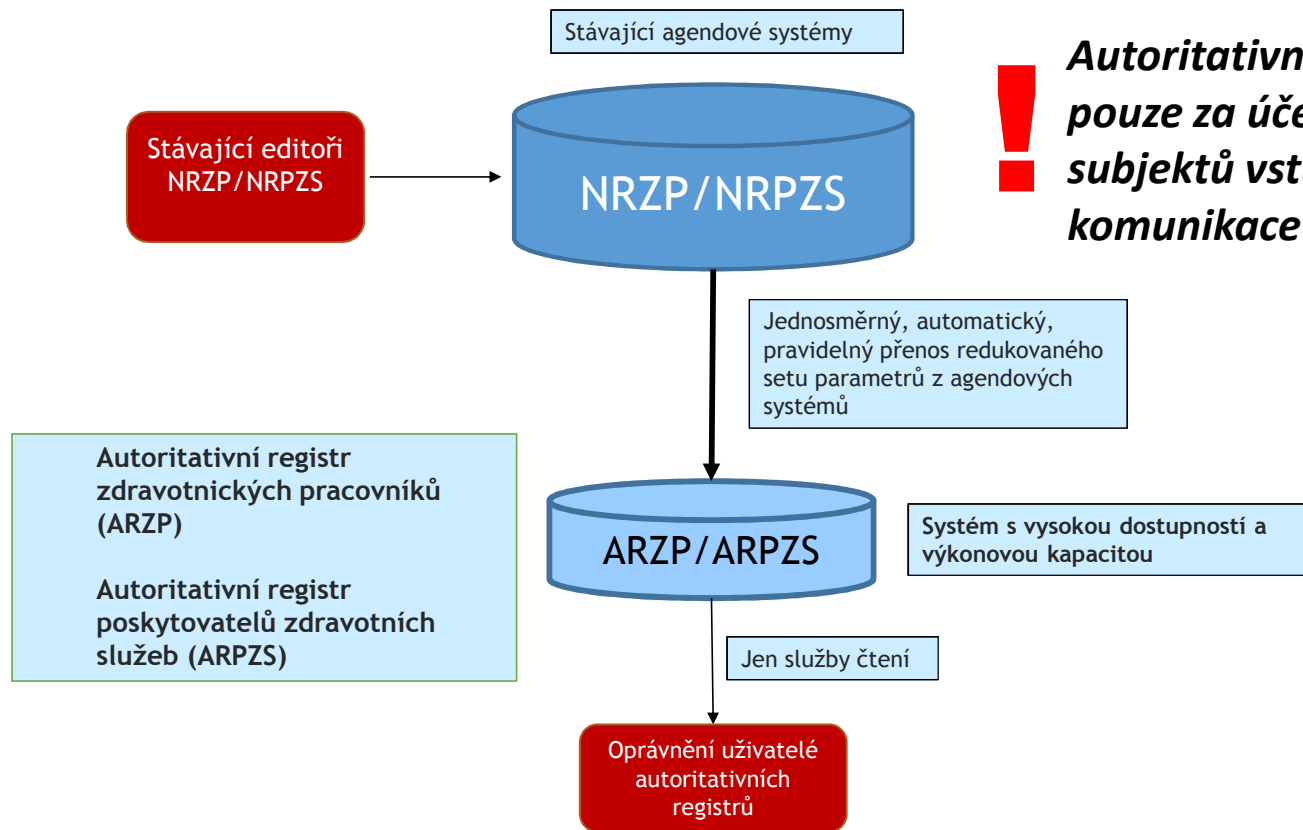 Stávající agendové systémy
Autoritativn
pouze za úče
subjektů vst
komunikace
!
Stávající editoři
NRZP/NRPZS
NRZP/NRPZS
Jednosměrný, automatický,
pravidelný přenos redukovaného
setu parametrů z agendových
systémů
Autoritativní registr
zdravotnických pracovníků
(ARZP)
Autoritativní registr
poskytovatelů zdravotních
služeb (ARPZS)
ARZP/ARPZS
Systém s vysokou dostupností a
výkonovou kapacitou
Jen služby čtení
Oprávnění uživatelé
autoritativních
registrů